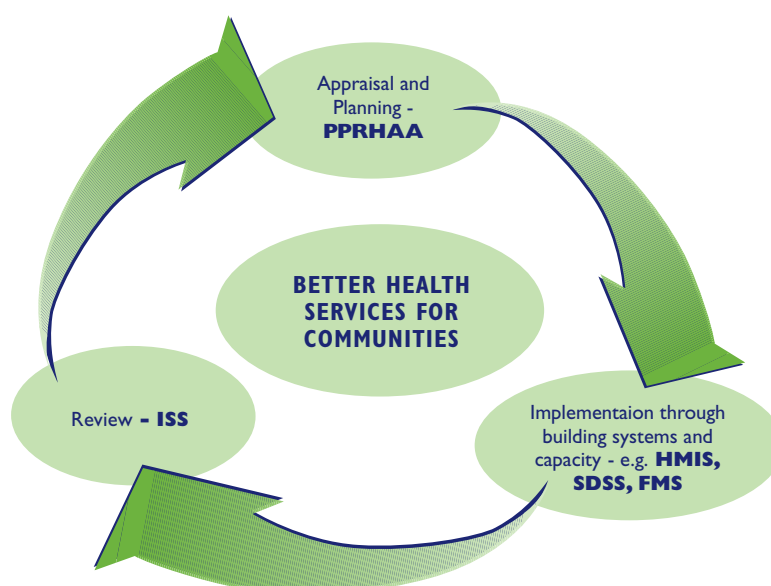 Appraisal and
Planning -
PPRHAA
BETTER HEALTH
SERVICES FOR
COMMUNITIES
Implementaion through
building systems and
capacity - e.g. HMIS,
SDSS, FMS
Review - ISS